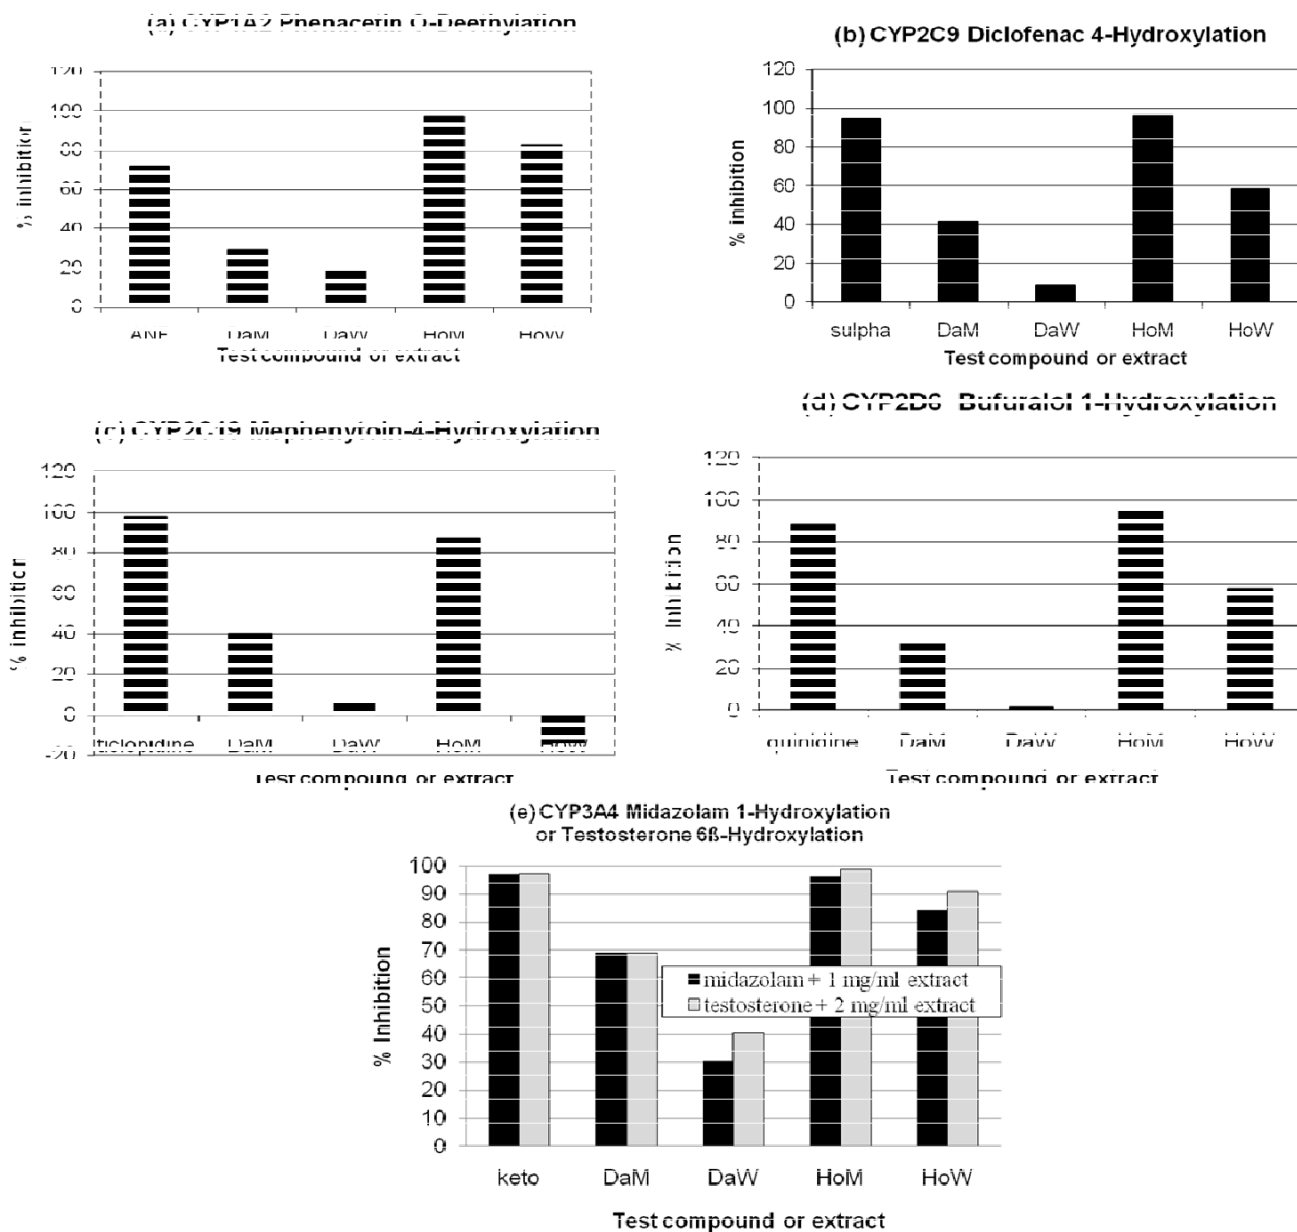 (a) CYP1A2 Phenacetin O-Deethylation
120
100
80
60
40
20
0
% inhibition
ANF DaM DaW HoM HoW
Test compound or extract
(b) CYP2C9 Diclofenac 4-Hydroxylation
120
100
80
60
40
20
0
% inhibition
sulpha DaM DaW HoM HoW
Test compound or extract
(c) CYP2C19 Mephenytoin-4-Hydroxylation
120
100
80
60
40
20
0
-20
% inhibition
ticlopidine DaM DaW HoM HoW
Test compound or extract
(d) CYP2D6 Bufuralol 1-Hydroxylation
120
100
80
60
40
20
0
% Inhibition
quinidine DaM DaW HoM HoW
Test compound or extract
(e) CYP3A4 Midazolam 1-Hydroxylation
or Testosterone 6ß-Hydroxylation
100
90
80
70
60
50
40
30
20
10
0
% Inhibition
midazolam + 1 mg/ml extract
testosterone + 2 mg/ml extract
keto DaM DaW HoM HoW
Test compound or extract